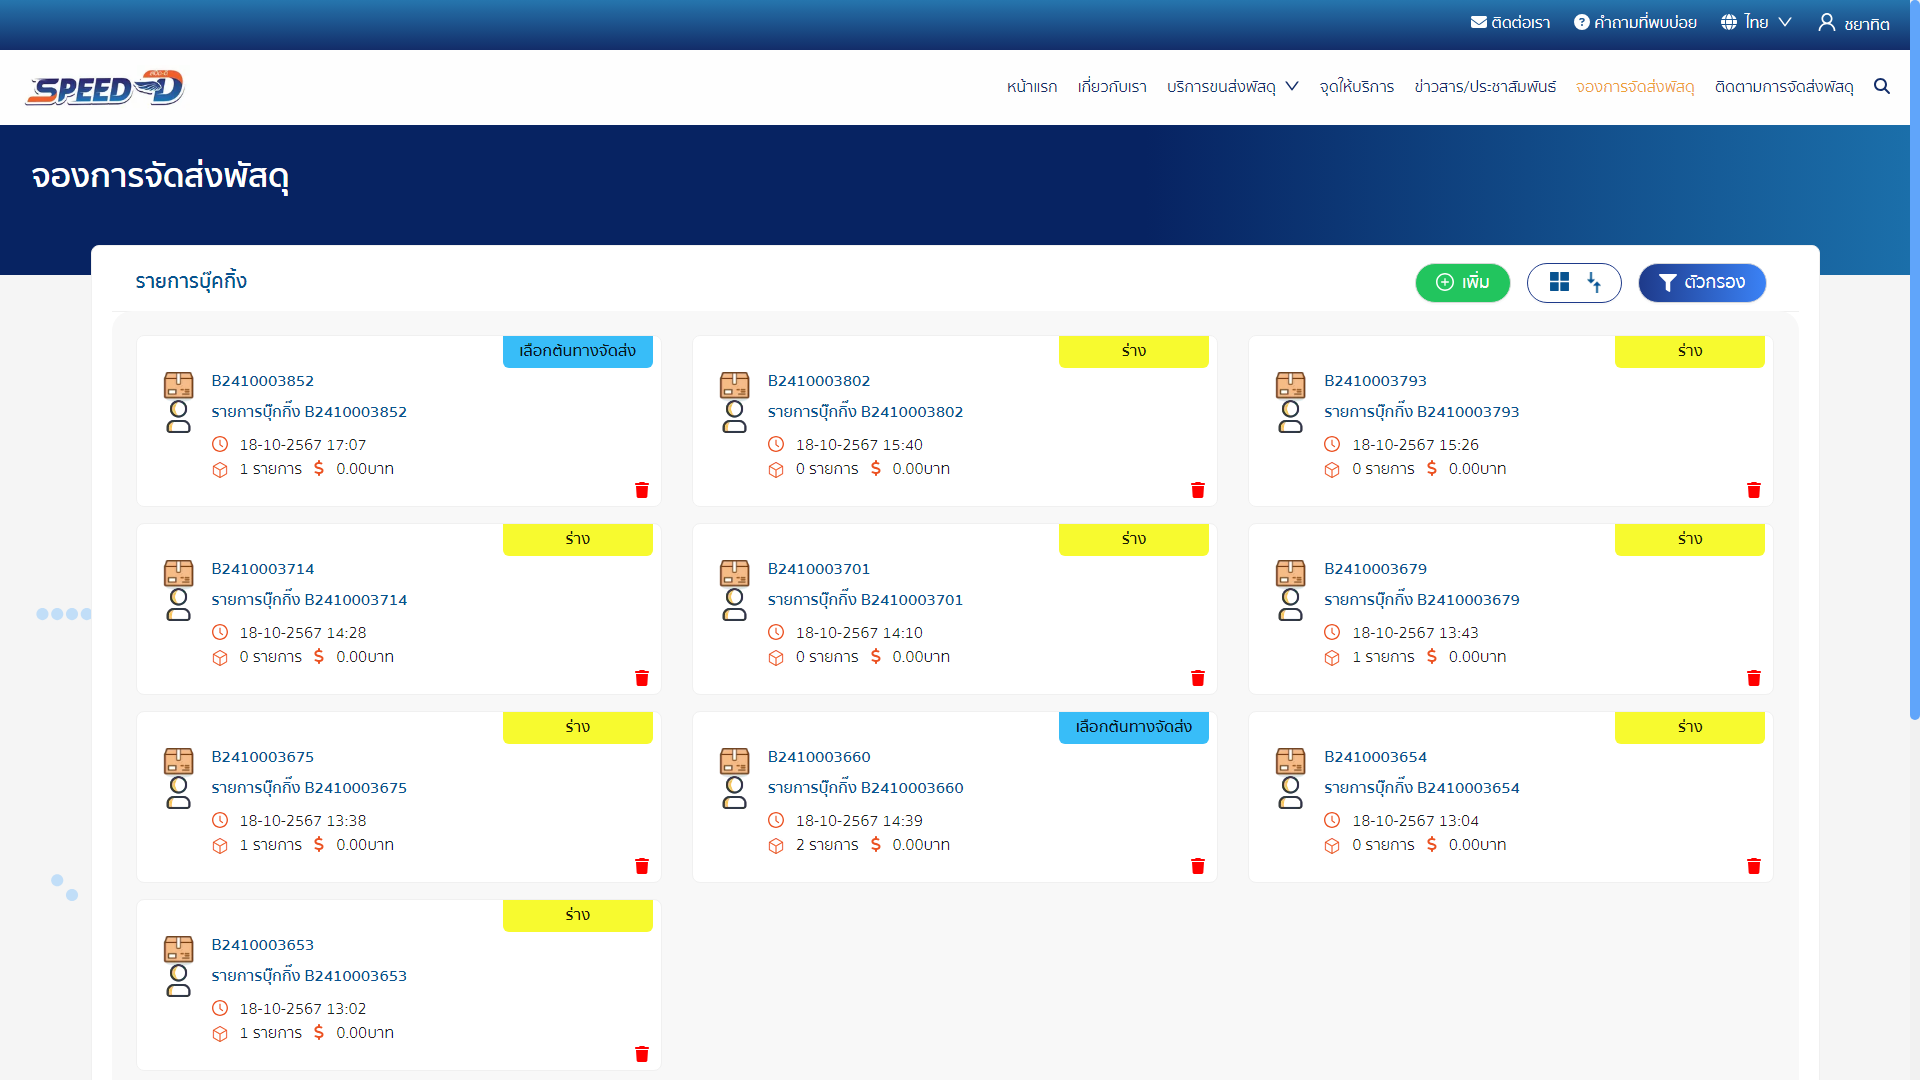 ติดต่อเรา คำถามที่พบบ่อย ไทย ชยาทิต
SPEED-D
หน้าแรก เกี่ยวกับเรา บริการขนส่งพัสดุ จุดให้บริการ ข่าวสาร/ประชาสัมพันธ์ จองการจัดส่งพัสดุ ติดตามการจัดส่งพัสดุ
จองการจัดส่งพัสดุ
รายการบุ๊คกิ้ง เพิ่ม ตัวกรอง
เลือกต้นทางจัดส่ง
B2410003852
รายการบุ๊กกิ้ง B2410003852
18-10-2567 17:07
1 รายการ $ 0.00บาท
ร่าง
B2410003802
รายการบุ๊กกิ้ง B2410003802
18-10-2567 15:40
0 รายการ $ 0.00บาท
ร่าง
B2410003793
รายการบุ๊กกิ้ง B2410003793
18-10-2567 15:26
0 รายการ $ 0.00บาท
ร่าง
B2410003714
รายการบุ๊กกิ้ง B2410003714
18-10-2567 14:28
0 รายการ $ 0.00บาท
ร่าง
B2410003701
รายการบุ๊กกิ้ง B2410003701
18-10-2567 14:10
0 รายการ $ 0.00บาท
ร่าง
B2410003679
รายการบุ๊กกิ้ง B2410003679
18-10-2567 13:43
1 รายการ $ 0.00บาท
ร่าง
B2410003675
รายการบุ๊กกิ้ง B2410003675
18-10-2567 13:38
1 รายการ $ 0.00บาท
เลือกต้นทางจัดส่ง
B2410003660
รายการบุ๊กกิ้ง B2410003660
18-10-2567 14:39
2 รายการ $ 0.00บาท
ร่าง
B2410003654
รายการบุ๊กกิ้ง B2410003654
18-10-2567 13:04
0 รายการ $ 0.00บาท
ร่าง
B2410003653
รายการบุ๊กกิ้ง B2410003653
18-10-2567 13:02
1 รายการ $ 0.00บาท